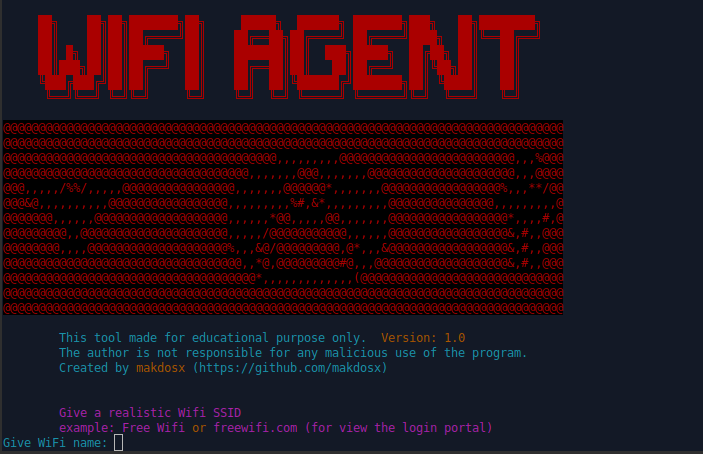 WIFI AGENT
This tool made for educational purpose only.  Version: 1.0
The author is not responsible for any malicious use of the program.
Created by makdosx (https://github.com/makdosx)
Give a realistic Wifi SSID
example: Free Wifi or freewifi.com (for view the login portal)
Give WiFi name: